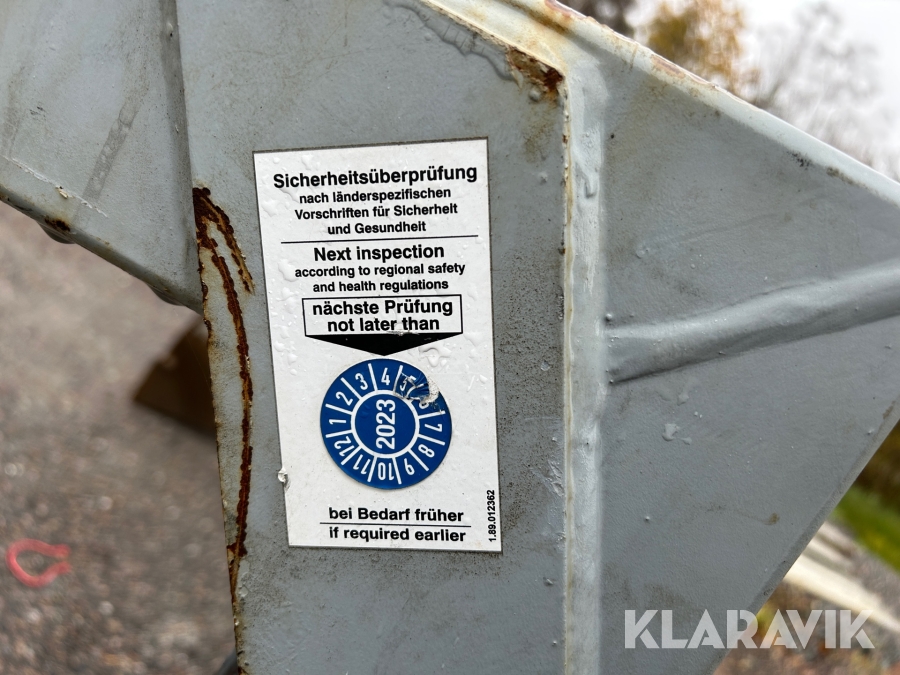 Sicherheitsüberprüfung
nach länderspezifischen
Vorschriften für Sicherheit
und Gesundheit
Next inspection
according to regional safety
and health regulations
nächste Prüfung
not later than
1 2 3 4 5 6 7 8 9 10 11 12
2023
bei Bedarf früher
if required earlier
1.89.012362
KLARAVIK